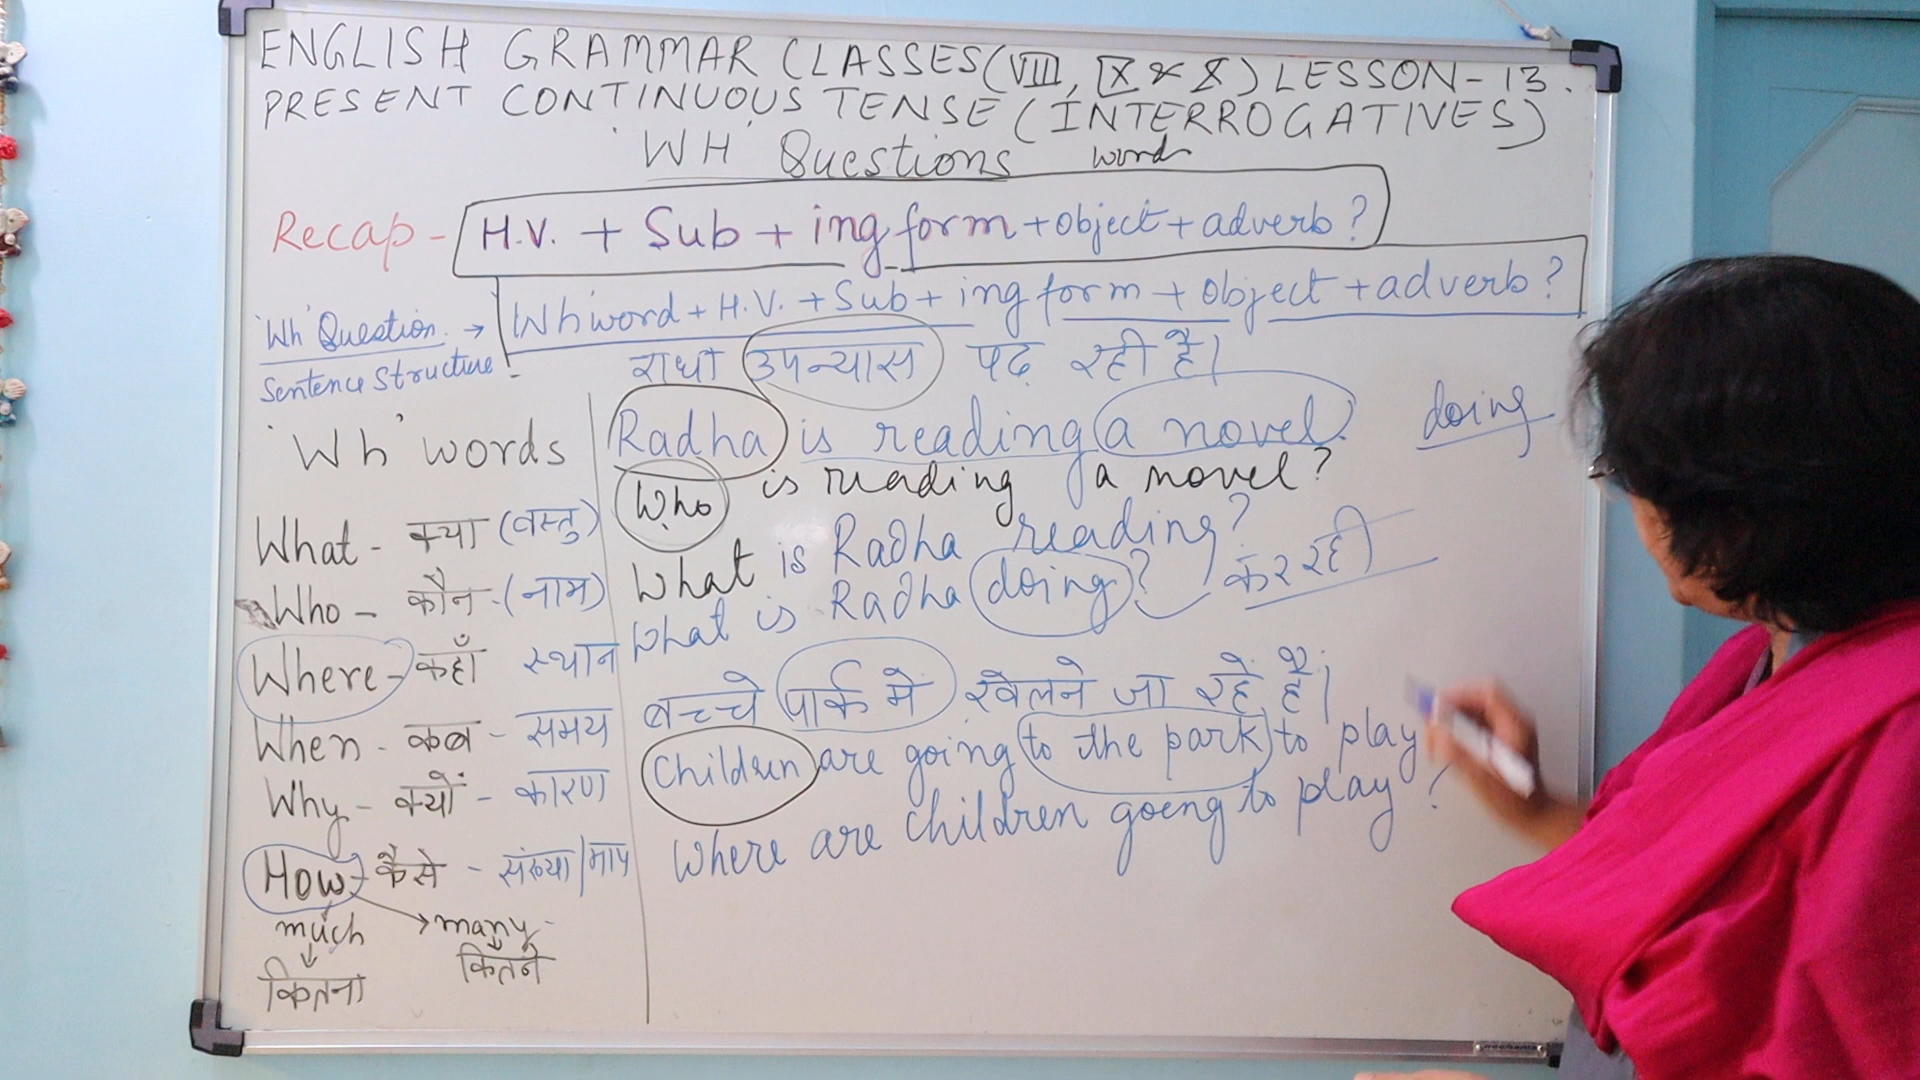 ENGLISH GRAMMAR CLASSES (VIII, IX & X) LESSON-13.
PRESENT CONTINUOUS TENSE (INTERROGATIVES)
'WH' Questions words
Recap - H.V. + Sub + ing form + object + adverb?
'Wh' Question → Wh'word + H.V. + Sub + ing form + Object + adverb?
Sentence Structure -
राधा उपन्यास पढ़ रही है।
'Wh' words
Radha is reading a novel. doing
Who is reading a novel?
What - क्या (वस्तु)
What is Radha reading?
Who - कौन - (नाम)
What is Radha doing? कर रही
Where - कहाँ स्थान
बच्चे पार्क में खेलने जा रहे हैं।
When - कब - समय
Children are going to the park to play
Why - क्यों - कारण
Where are children going to play?
How - कैसे - संख्या/माप
much → many -
↓ ↓
कितना कितने